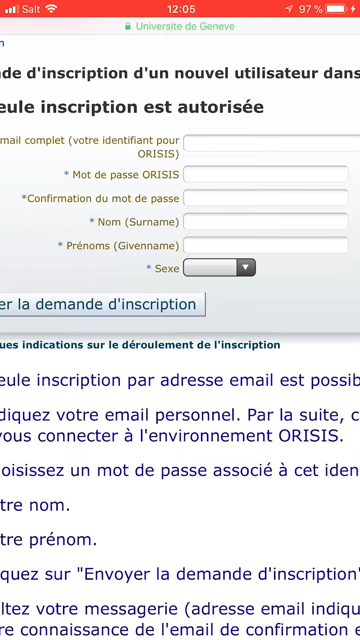 Salt 12:05 97 %
Universite de Geneve
n
de d'inscription d'un nouvel utilisateur dans
eule inscription est autorisée
mail complet (votre identifiant pour
ORISIS)
* Mot de passe ORISIS
*Confirmation du mot de passe
* Nom (Surname)
* Prénoms (Givenname)
* Sexe
er la demande d'inscription
ues indications sur le déroulement de l'inscription
eule inscription par adresse email est possib
diquez votre email personnel. Par la suite, c
vous connecter à l'environnement ORISIS.
oisissez un mot de passe associé à cet iden
tre nom.
tre prénom.
quez sur "Envoyer la demande d'inscription"
ltez votre messagerie (adresse email indiqu
re connaissance de l'email de confirmation e